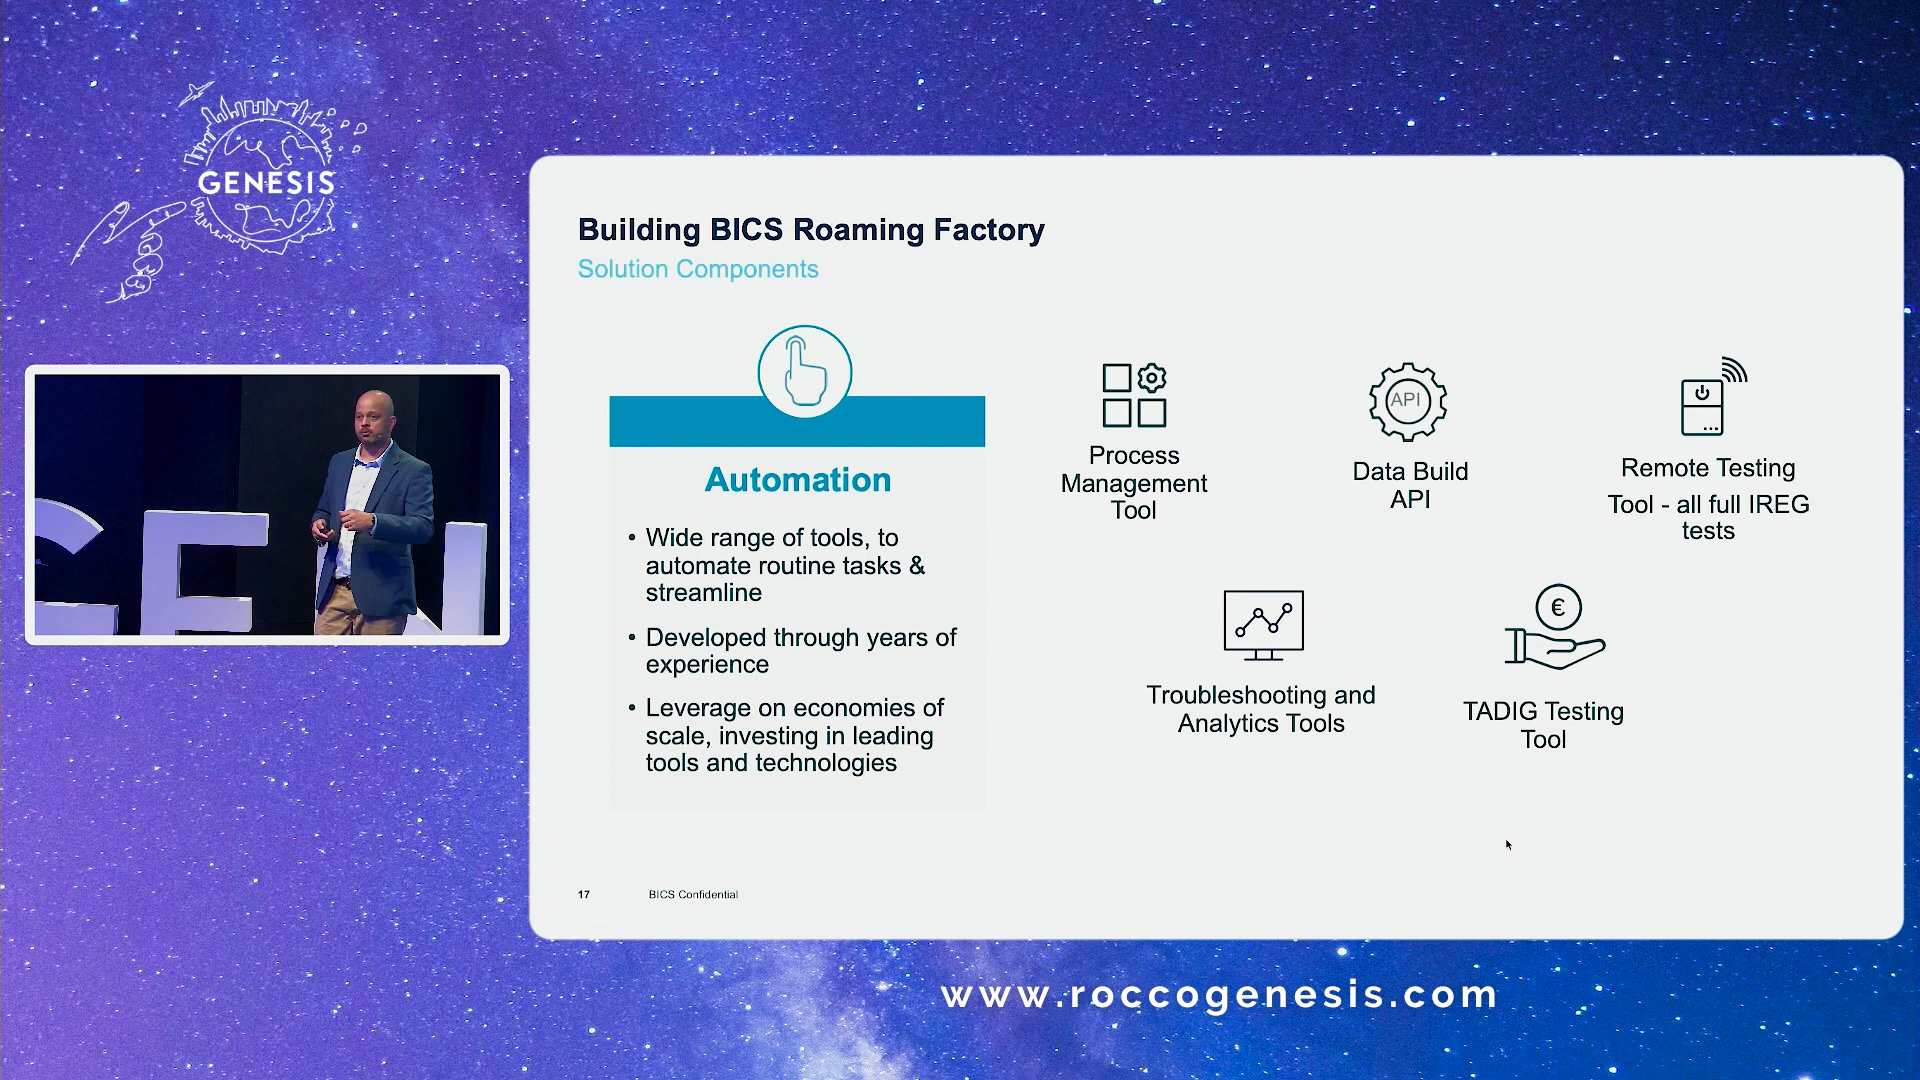 GENESIS
GEN
Building BICS Roaming Factory
Solution Components
Automation
• Wide range of tools, to
automate routine tasks &
streamline
• Developed through years of
experience
• Leverage on economies of
scale, investing in leading
tools and technologies
Process
Management
Tool
API
Data Build
API
Remote Testing
Tool - all full IREG
tests
Troubleshooting and
Analytics Tools
€
TADIG Testing
Tool
17
BICS Confidential
www.roccogenesis.com